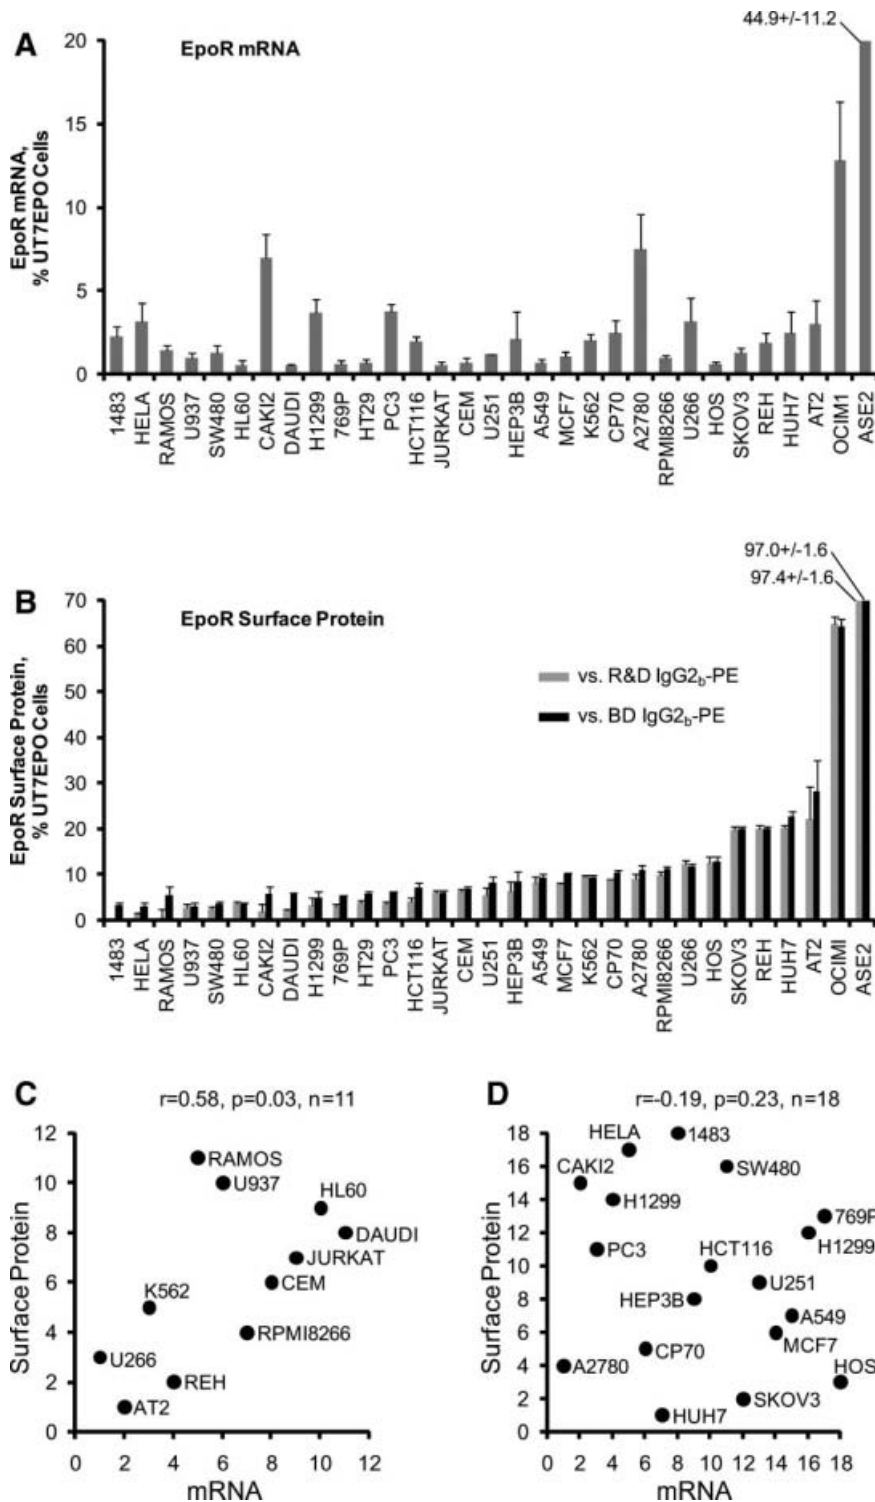 A
EpoR mRNA
44.9+/-11.2
EpoR mRNA,
% UT7EPO Cells
20
15
10
5
0
1483
HELA
RAMOS
U937
SW480
HL60
CAKI2
DAUDI
H1299
769P
HT29
PC3
HCT116
JURKAT
CEM
U251
HEP3B
A549
MCF7
K562
CP70
A2780
RPMI8266
U266
HOS
SKOV3
REH
HUH7
AT2
OCIM1
ASE2
97.0+/-1.6
97.4+/-1.6
B
EpoR Surface Protein
EpoR Surface Protein,
% UT7EPO Cells
70
60
50
40
30
20
10
0
vs. R&D IgG2b-PE
vs. BD IgG2b-PE
1483
HELA
RAMOS
U937
SW480
HL60
CAKI2
DAUDI
H1299
769P
HT29
PC3
HCT116
JURKAT
CEM
U251
HEP3B
A549
MCF7
K562
CP70
A2780
RPMI8266
U266
HOS
SKOV3
REH
HUH7
AT2
OCIMI
ASE2
C
r=0.58, p=0.03, n=11
Surface Protein
12
10
8
6
4
2
0
RAMOS
U937
HL60
DAUDI
JURKAT
CEM
K562
RPMI8266
U266
REH
AT2
0 2 4 6 8 10 12
mRNA
D
r=-0.19, p=0.23, n=18
Surface Protein
18
16
14
12
10
8
6
4
2
0
HELA
1483
CAKI2
SW480
H1299
769P
H1299
PC3
HCT116
U251
HEP3B
A549
MCF7
CP70
A2780
HOS
SKOV3
HUH7
0 2 4 6 8 10 12 14 16 18
mRNA